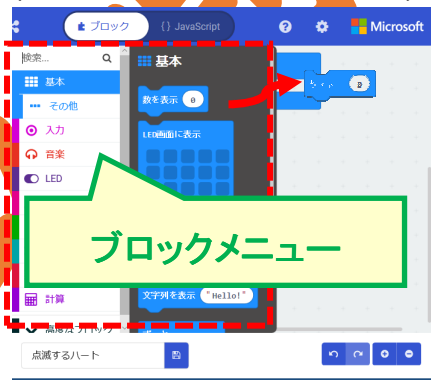 ブロック
{} JavaScript
Microsoft
検索...
基本
その他
入力
音楽
LED
計算
基本
数を表示 0
LED画面に表示
文字列を表示 "Hello!"
ブロックメニュー
点滅するハート